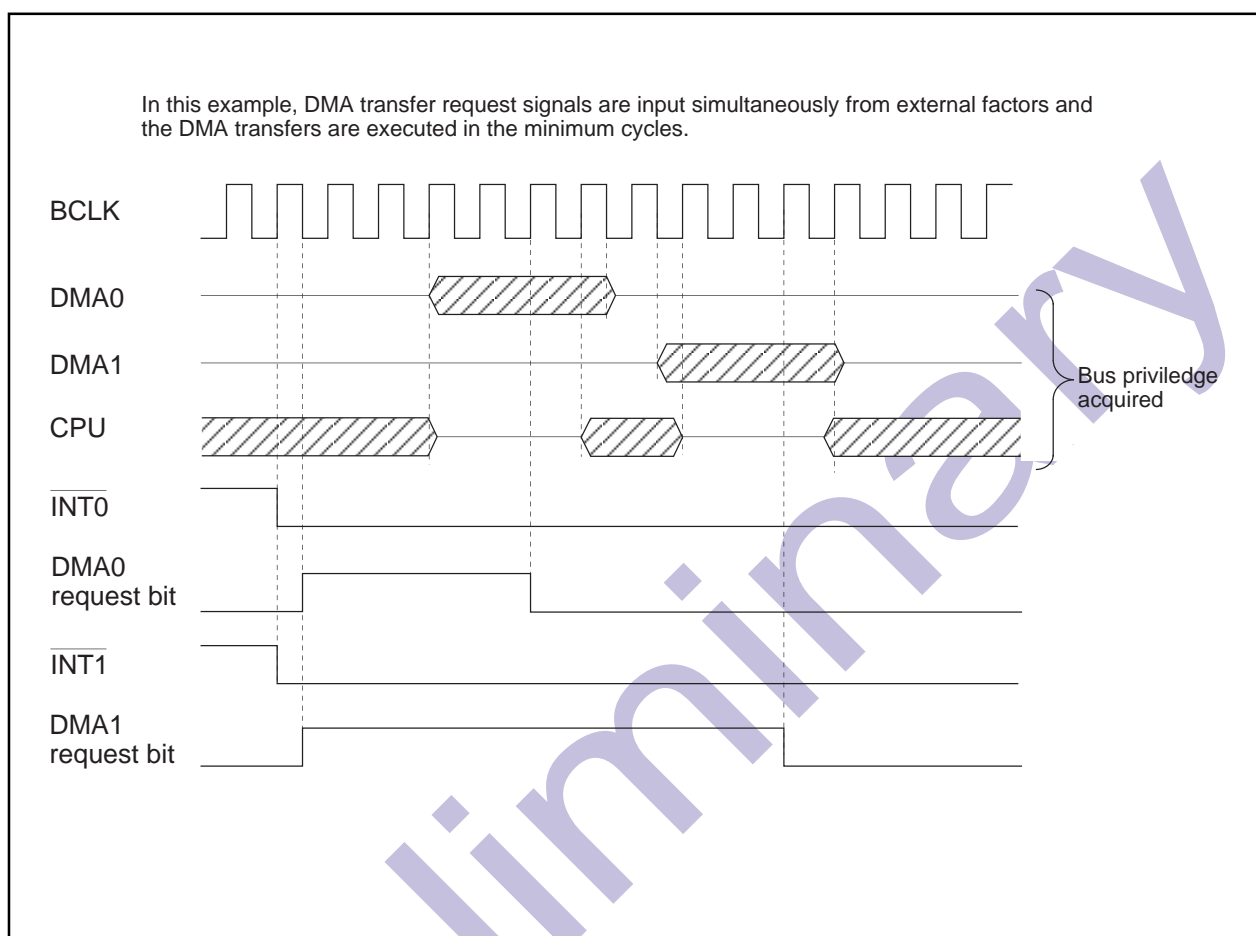 In this example, DMA transfer request signals are input simultaneously from external factors and
the DMA transfers are executed in the minimum cycles.
BCLK
DMA0
DMA1
Bus priviledge
acquired
CPU
INT0
DMA0
request bit
INT1
DMA1
request bit
liminary